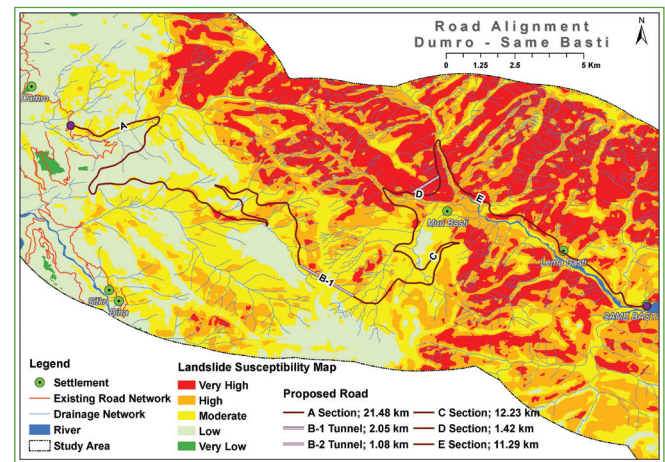 Road Alignment
Dumro - Same Basti
N
0 1.25 2.5 5 Km
Damro
A
D
Muri Basti
E
C
B-1
Lema Basti
SAME BASTI
Sitko
Bina
Legend
Settlement
Existing Road Network
Drainage Network
River
Study Area
Landslide Susceptibility Map
Very High
High
Moderate
Low
Very Low
Proposed Road
A Section; 21.48 km
B-1 Tunnel; 2.05 km
B-2 Tunnel; 1.08 km
C Section; 12.23 km
D Section; 1.42 km
E Section; 11.29 km